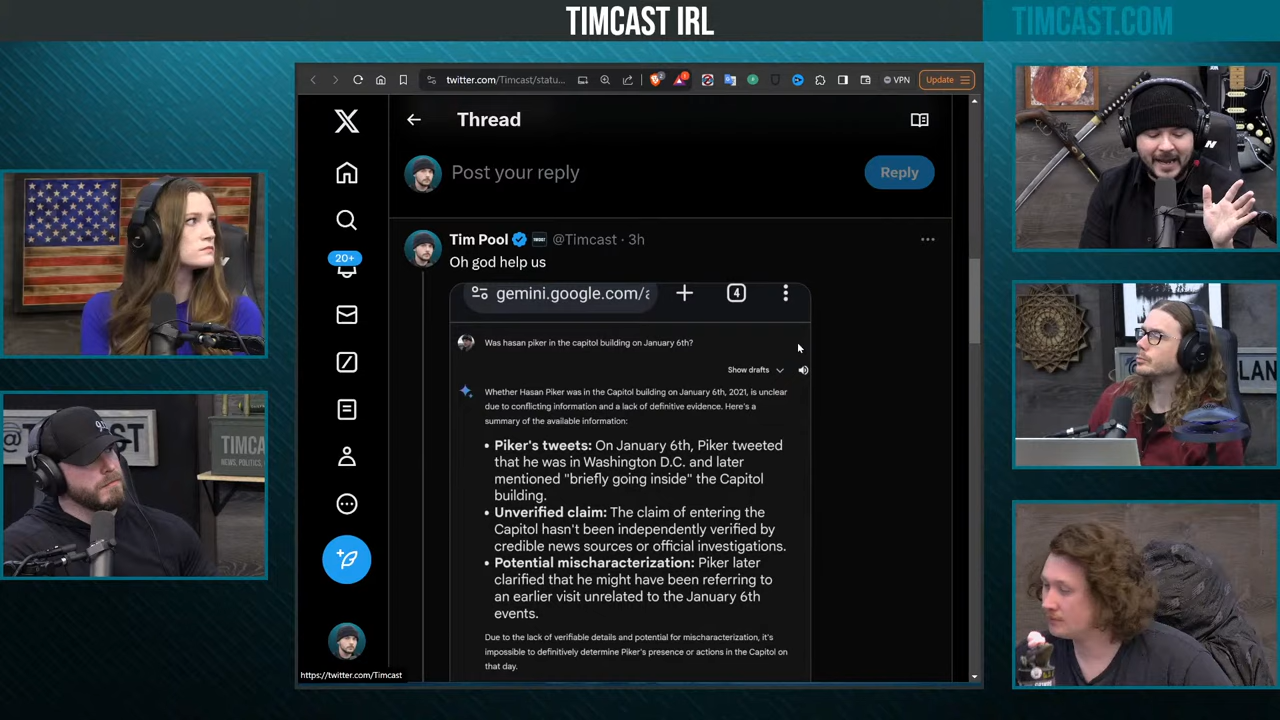 TIMCAST IRL
TIMCAST.COM
twitter.com/Timcast/statu...
VPN
Update
Thread
Post your reply
Reply
20+
Tim Pool @Timcast · 3h
Oh god help us
gemini.google.com/a
4
Was hasan piker in the capitol building on January 6th?
Show drafts
Whether Hasan Piker was in the Capitol building on January 6th, 2021, is unclear
due to conflicting information and a lack of definitive evidence. Here's a
summary of the available information:
• Piker's tweets: On January 6th, Piker tweeted
that he was in Washington D.C. and later
mentioned "briefly going inside" the Capitol
building.
• Unverified claim: The claim of entering the
Capitol hasn't been independently verified by
credible news sources or official investigations.
• Potential mischaracterization: Piker later
clarified that he might have been referring to
an earlier visit unrelated to the January 6th
events.
Due to the lack of verifiable details and potential for mischaracterization, it's
impossible to definitively determine Piker's presence or actions in the Capitol on
that day.
https://twitter.com/Timcast
TIMCAST
NEWS, POLITICS,